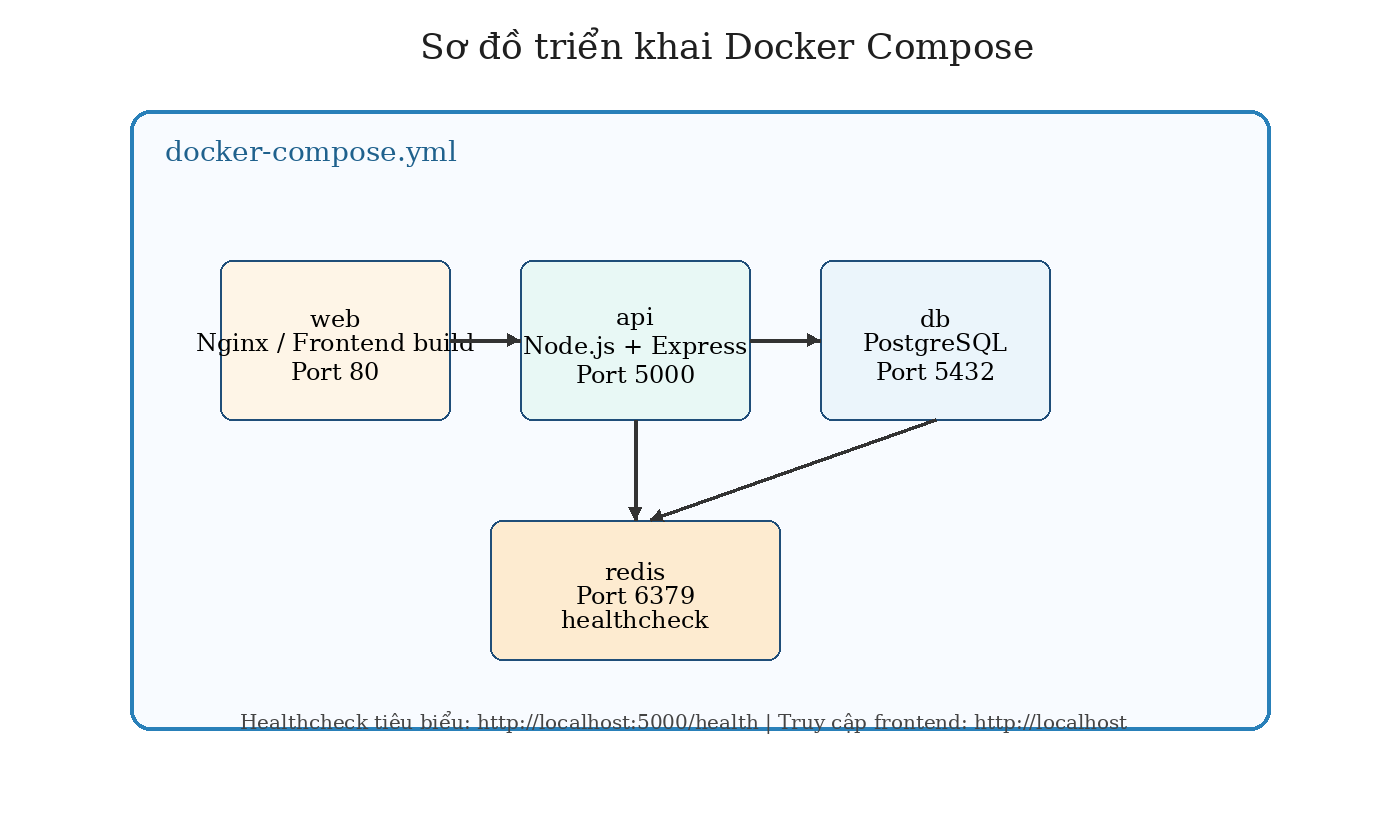 Sơ đồ triển khai Docker Compose
docker-compose.yml
web
Nginx / Frontend build
Port 80
api
Node.js + Express
Port 5000
db
PostgreSQL
Port 5432
redis
Port 6379
healthcheck
Healthcheck tiêu biểu: http://localhost:5000/health | Truy cập frontend: http://localhost